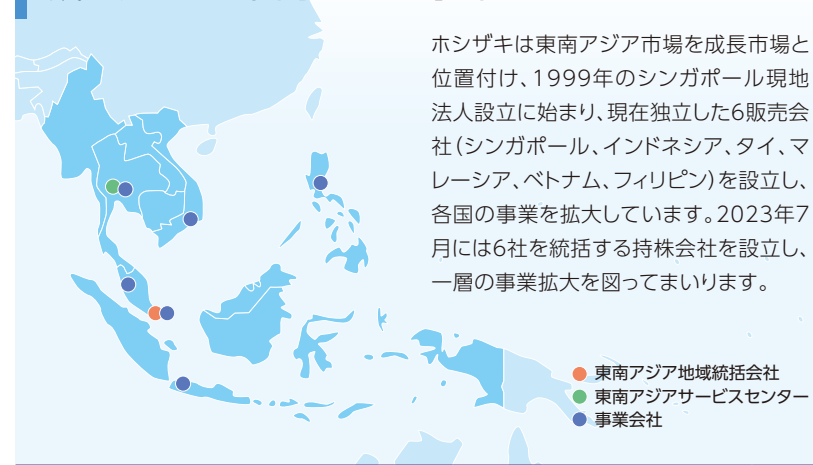 ホシザキは東南アジア市場を成長市場と
位置付け、1999年のシンガポール現地
法人設立に始まり、現在独立した6販売会
社（シンガポール、インドネシア、タイ、マ
レーシア、ベトナム、フィリピン）を設立し、
各国の事業を拡大しています。2023年7
月には6社を統括する持株会社を設立し、
一層の事業拡大を図ってまいります。
東南アジア地域統括会社
東南アジアサービスセンター
事業会社